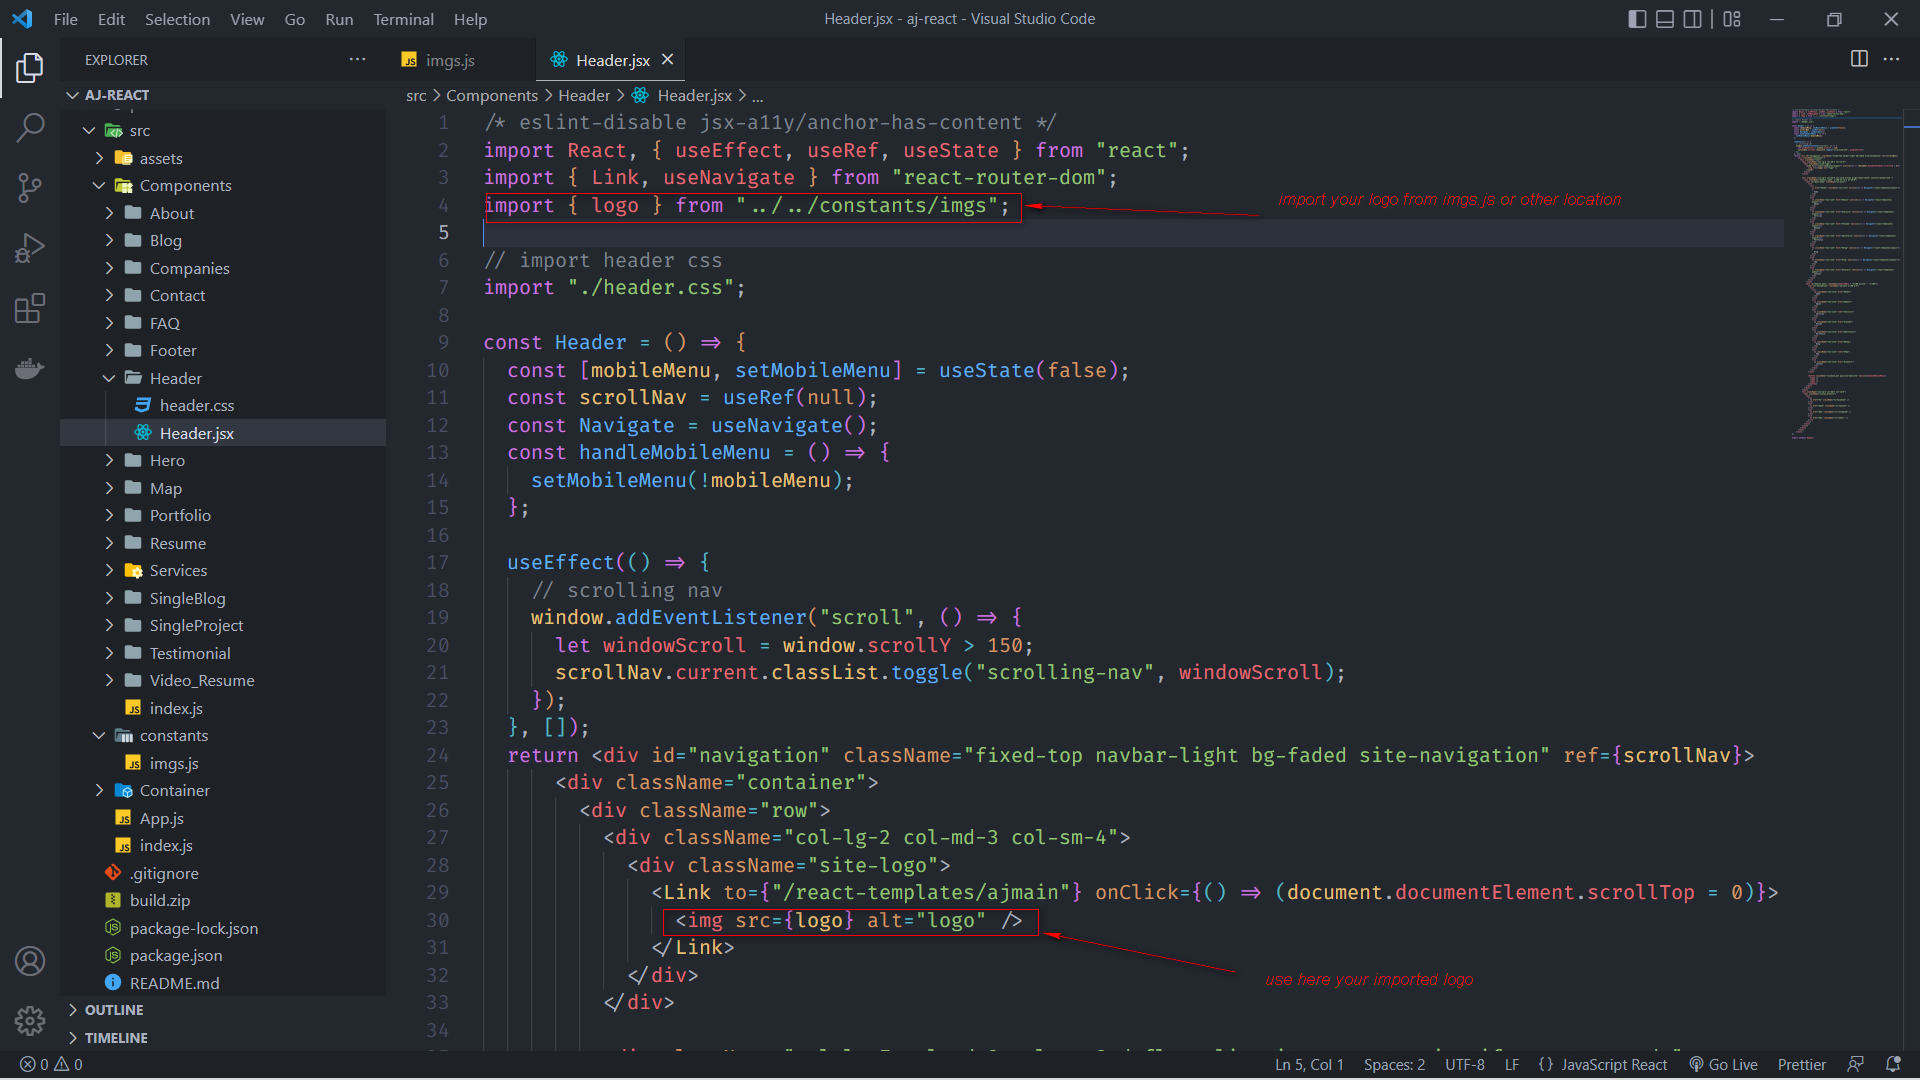 File Edit Selection View Go Run Terminal Help
Header.jsx - aj-react - Visual Studio Code
EXPLORER
imgs.js
Header.jsx
AJ-REACT
src > Components > Header > Header.jsx > ...
src
assets
Components
About
Blog
Companies
Contact
FAQ
Footer
Header
header.css
Header.jsx
Hero
Map
Portfolio
Resume
Services
SingleBlog
SingleProject
Testimonial
Video_Resume
index.js
constants
imgs.js
Container
App.js
index.js
.gitignore
build.zip
package-lock.json
package.json
README.md
OUTLINE
TIMELINE
1 /* eslint-disable jsx-a11y/anchor-has-content */
2 import React, { useEffect, useRef, useState } from "react";
3 import { Link, useNavigate } from "react-router-dom";
4 import { logo } from "../../constants/imgs";
import your logo from imgs.js or other location
5
6 // import header css
7 import "./header.css";
8
9 const Header = () => {
10 const [mobileMenu, setMobileMenu] = useState(false);
11 const scrollNav = useRef(null);
12 const Navigate = useNavigate();
13 const handleMobileMenu = () => {
14 setMobileMenu(!mobileMenu);
15 };
16
17 useEffect(() => {
18 // scrolling nav
19 window.addEventListener("scroll", () => {
20 let windowScroll = window.scrollY > 150;
21 scrollNav.current.classList.toggle("scrolling-nav", windowScroll);
22 });
23 }, []);
24 return <div id="navigation" className="fixed-top navbar-light bg-faded site-navigation" ref={scrollNav}>
25 <div className="container">
26 <div className="row">
27 <div className="col-lg-2 col-md-3 col-sm-4">
28 <div className="site-logo">
29 <Link to={"/react-templates/ajmain"} onClick={() => (document.documentElement.scrollTop = 0)}>
30 <img src={logo} alt="logo" />
31 </Link>
32 </div>
use here your imported logo
33 </div>
34
0 0
Ln 5, Col 1 Spaces: 2 UTF-8 LF {} JavaScript React Go Live Prettier